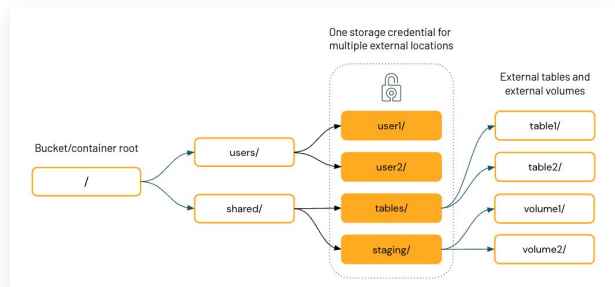 One storage credential for
multiple external locations
External tables and
external volumes
Bucket/container root
/
users/
shared/
user1/
user2/
tables/
staging/
table1/
table2/
volume1/
volume2/